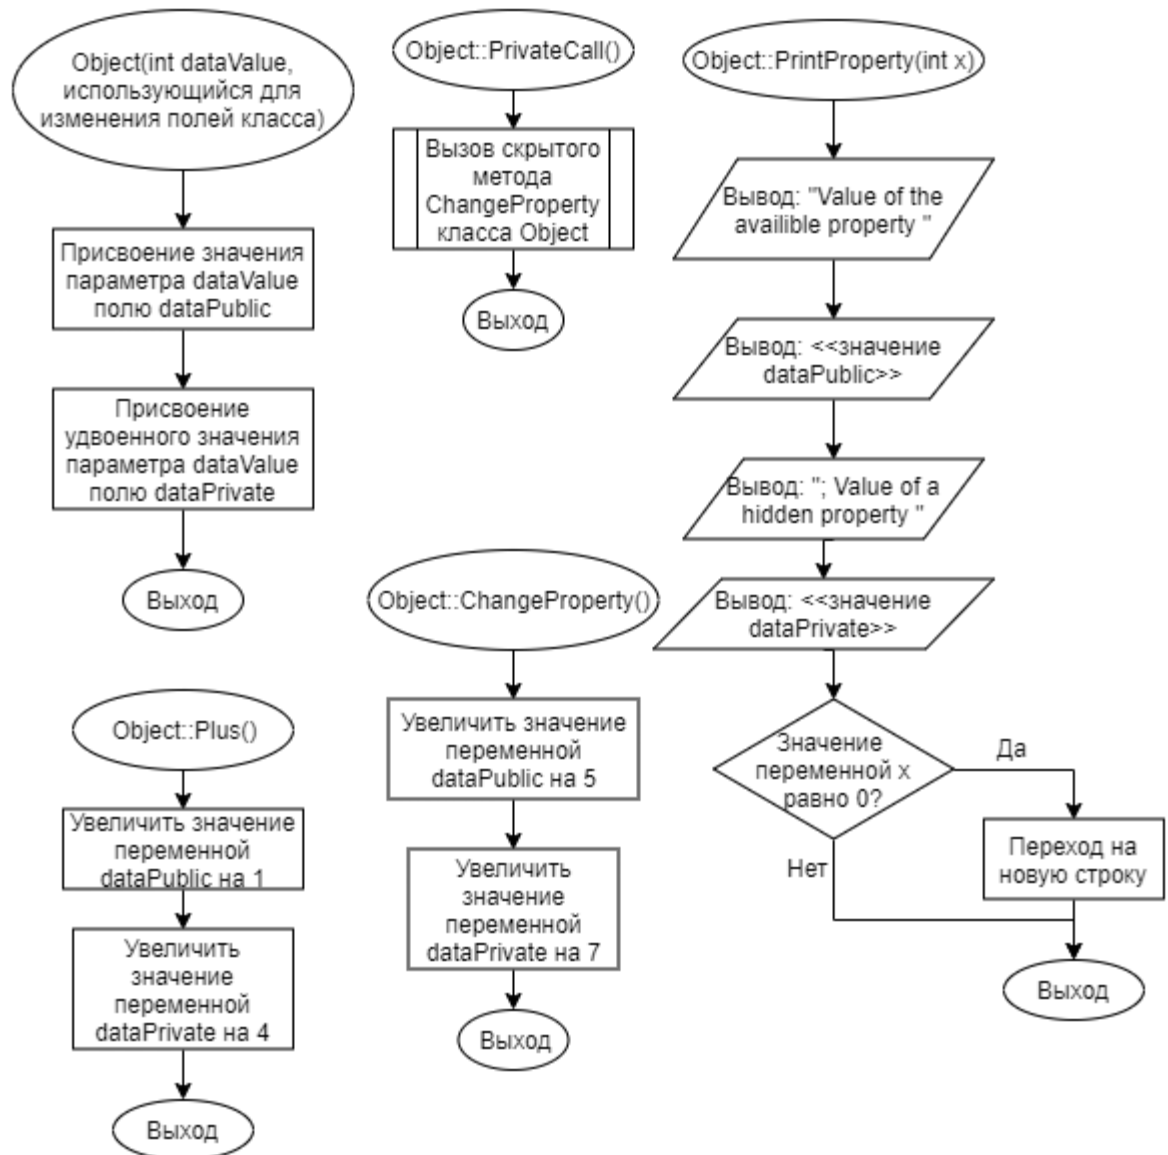 Object(int dataValue,
использующийся для
изменения полей класса)
Присвоение значения
параметра dataValue
полю dataPublic
Присвоение
удвоенного значения
параметра dataValue
полю dataPrivate
Выход
Object::PrivateCall()
Вызов скрытого
метода
ChangeProperty
класса Object
Выход
Object::PrintProperty(int x)
Вывод: "Value of the
availible property "
Вывод: <<значение
dataPublic>>
Вывод: "; Value of a
hidden property "
Вывод: <<значение
dataPrivate>>
Значение
переменной x
равно 0?
Да
Нет
Переход на
новую строку
Выход
Object::ChangeProperty()
Увеличить значение
переменной
dataPublic на 5
Увеличить
значение
переменной
dataPrivate на 7
Выход
Object::Plus()
Увеличить значение
переменной
dataPublic на 1
Увеличить
значение
переменной
dataPrivate на 4
Выход